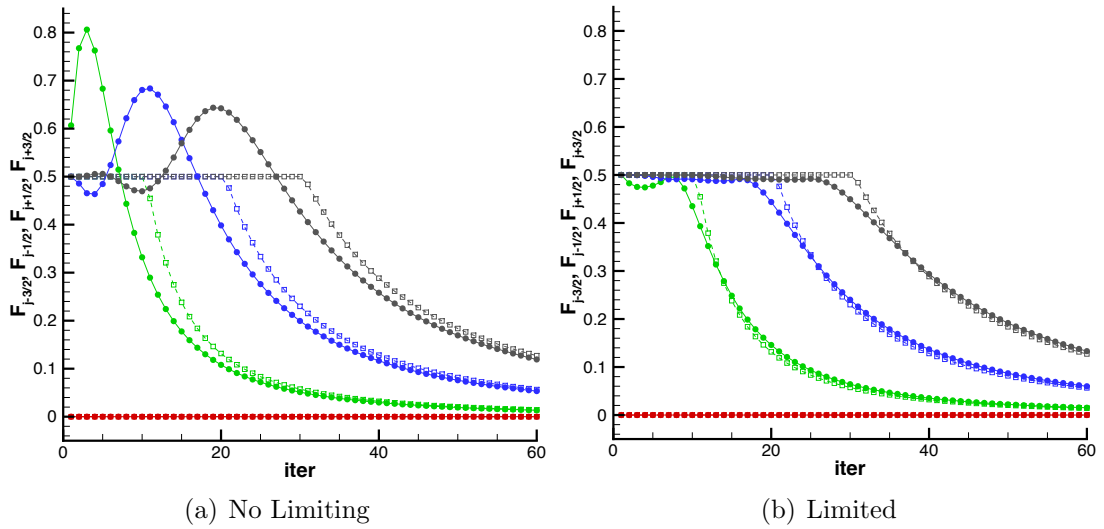 0.8
0.7
0.6
0.5
0.4
0.3
0.2
0.1
0
F_{j-3/2}, F_{j-1/2}, F_{j+1/2}, F_{j+3/2}
0 20 40 60
iter
(a) No Limiting
0.8
0.7
0.6
0.5
0.4
0.3
0.2
0.1
0
F_{j-3/2}, F_{j-1/2}, F_{j+1/2}, F_{j+3/2}
0 20 40 60
iter
(b) Limited